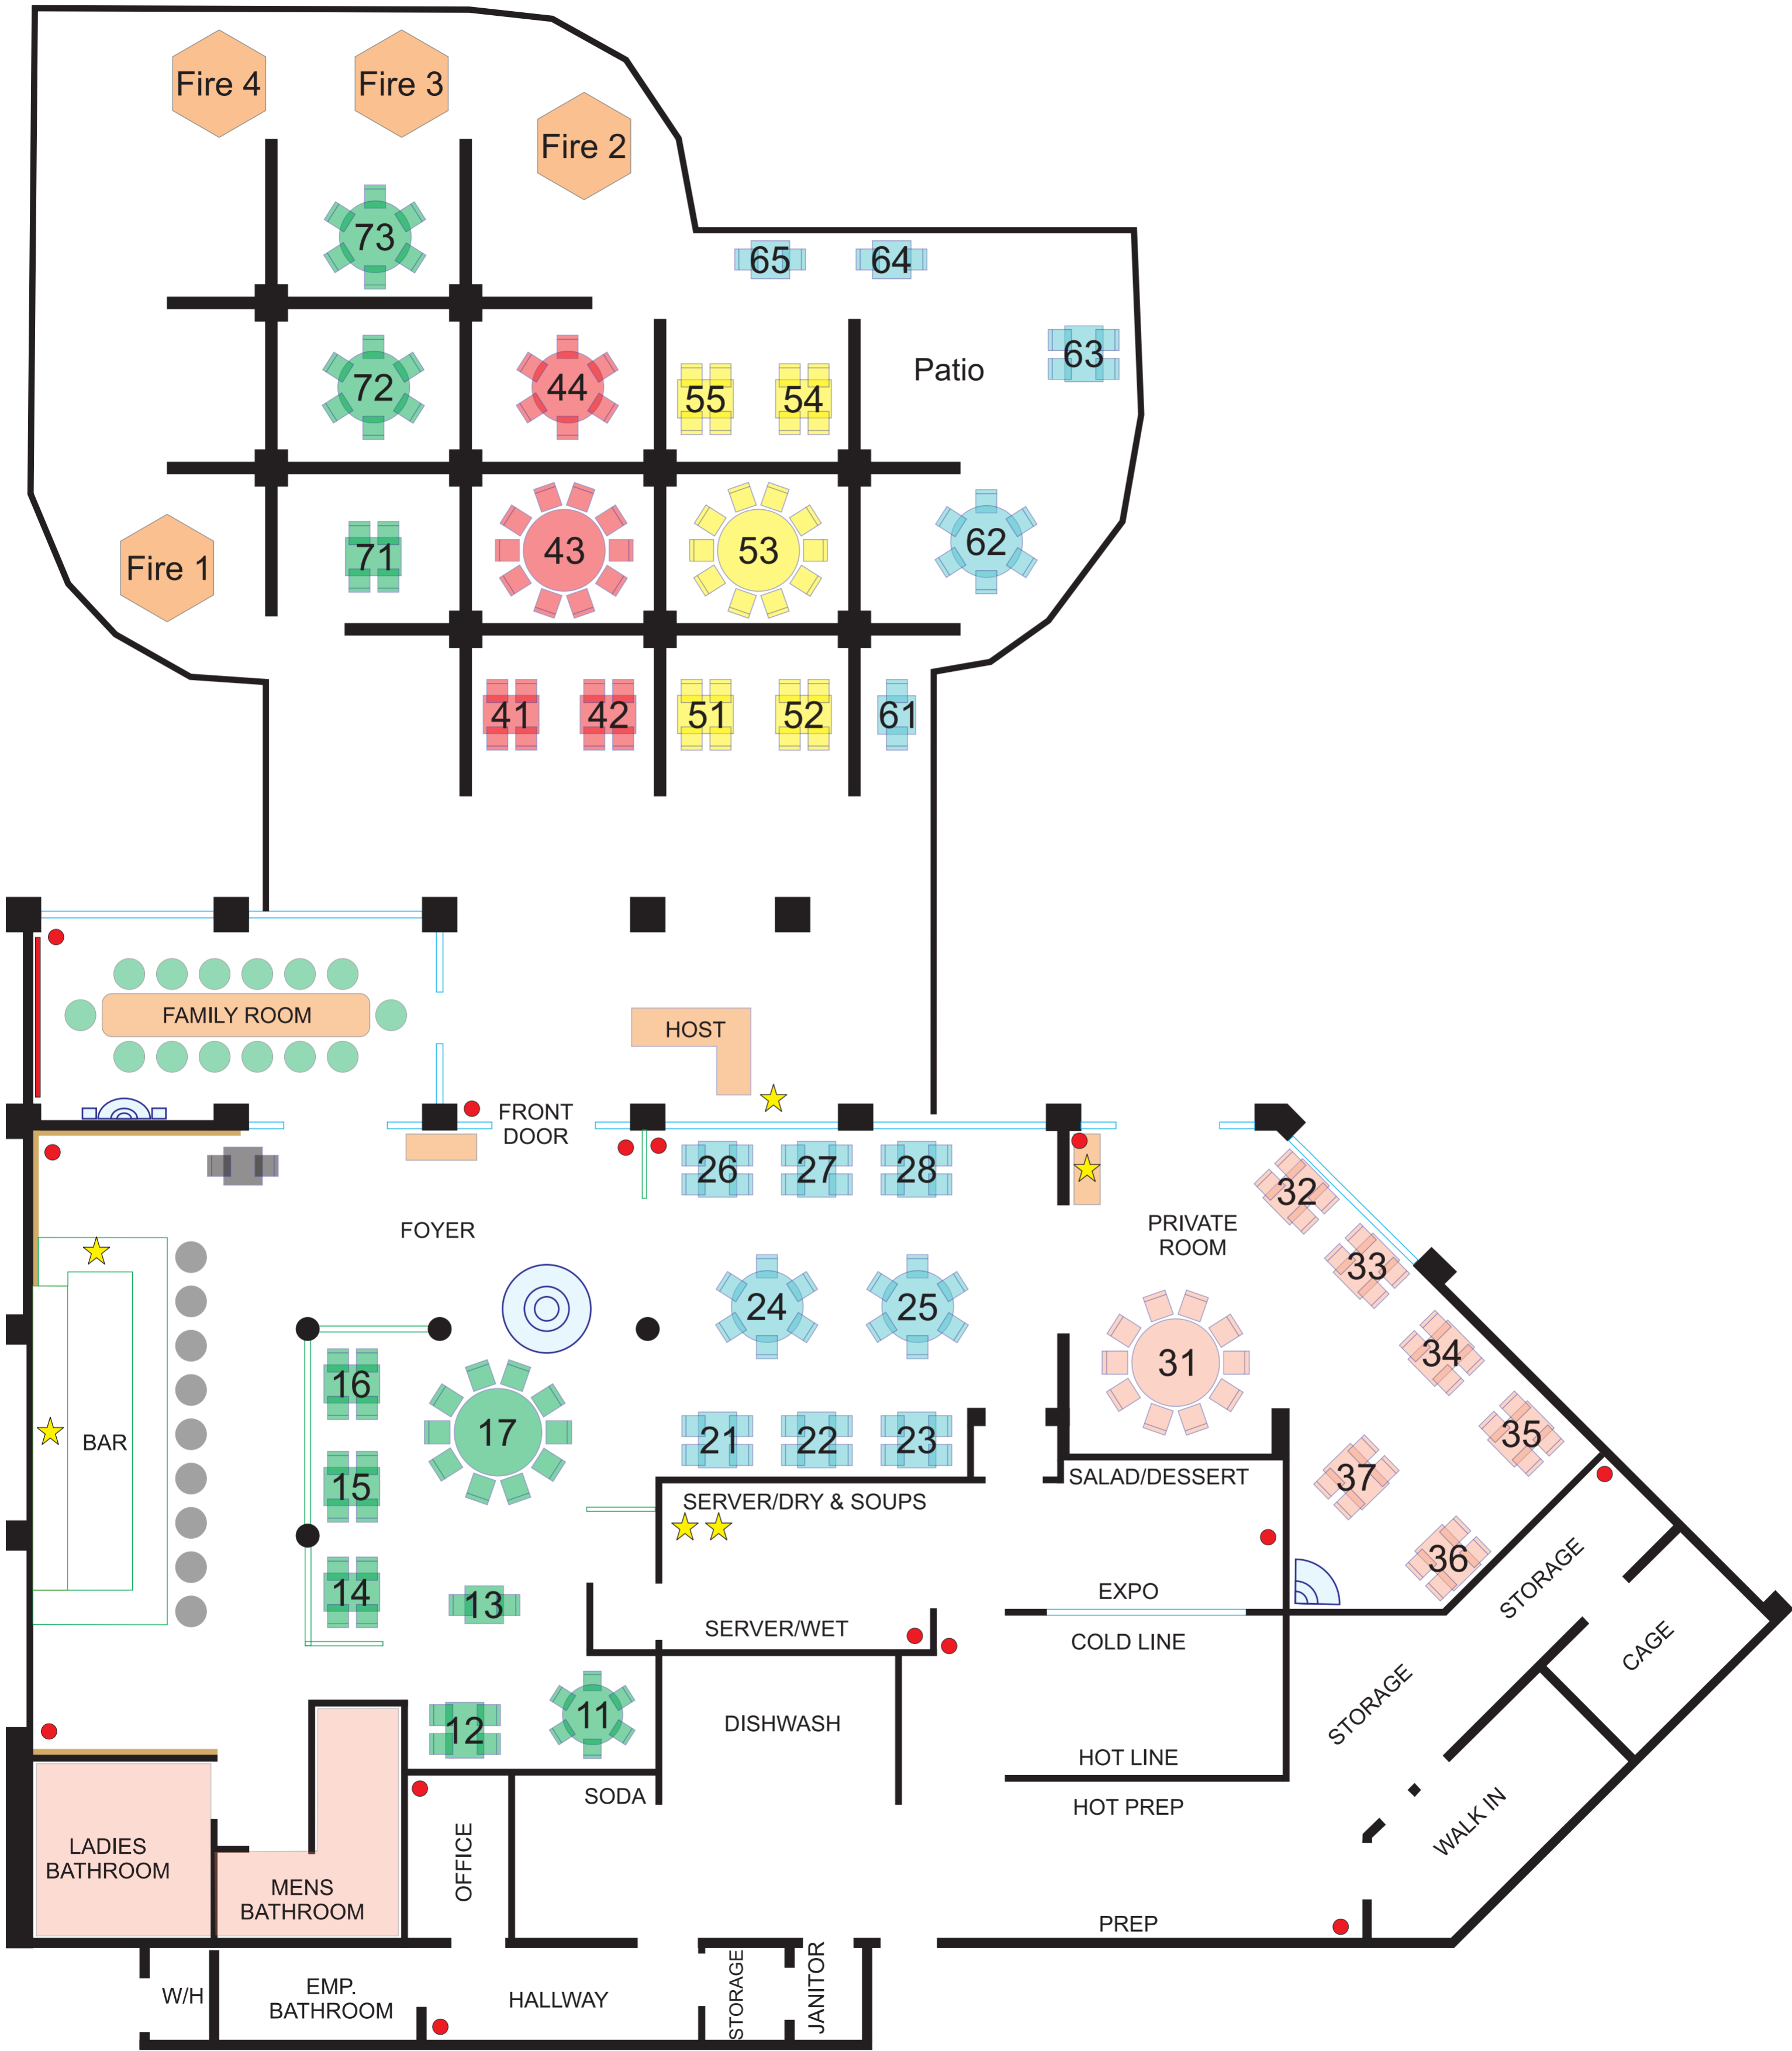 Fire 4
Fire 3
Fire 2
73
65
64
63
Patio
72
44
55
54
62
71
43
53
Fire 1
41
42
51
52
61
FAMILY ROOM
HOST
FRONT
DOOR
26
27
28
32
FOYER
PRIVATE
ROOM
33
24
25
34
31
16
17
35
BAR
21
22
23
37
SALAD/DESSERT
15
SERVER/DRY & SOUPS
36
STORAGE
14
13
EXPO
SERVER/WET
COLD LINE
CAGE
STORAGE
12
11
DISHWASH
HOT LINE
SODA
HOT PREP
WALK IN
LADIES
BATHROOM
OFFICE
MENS
BATHROOM
PREP
W/H
EMP.
BATHROOM
HALLWAY
STORAGE
JANITOR